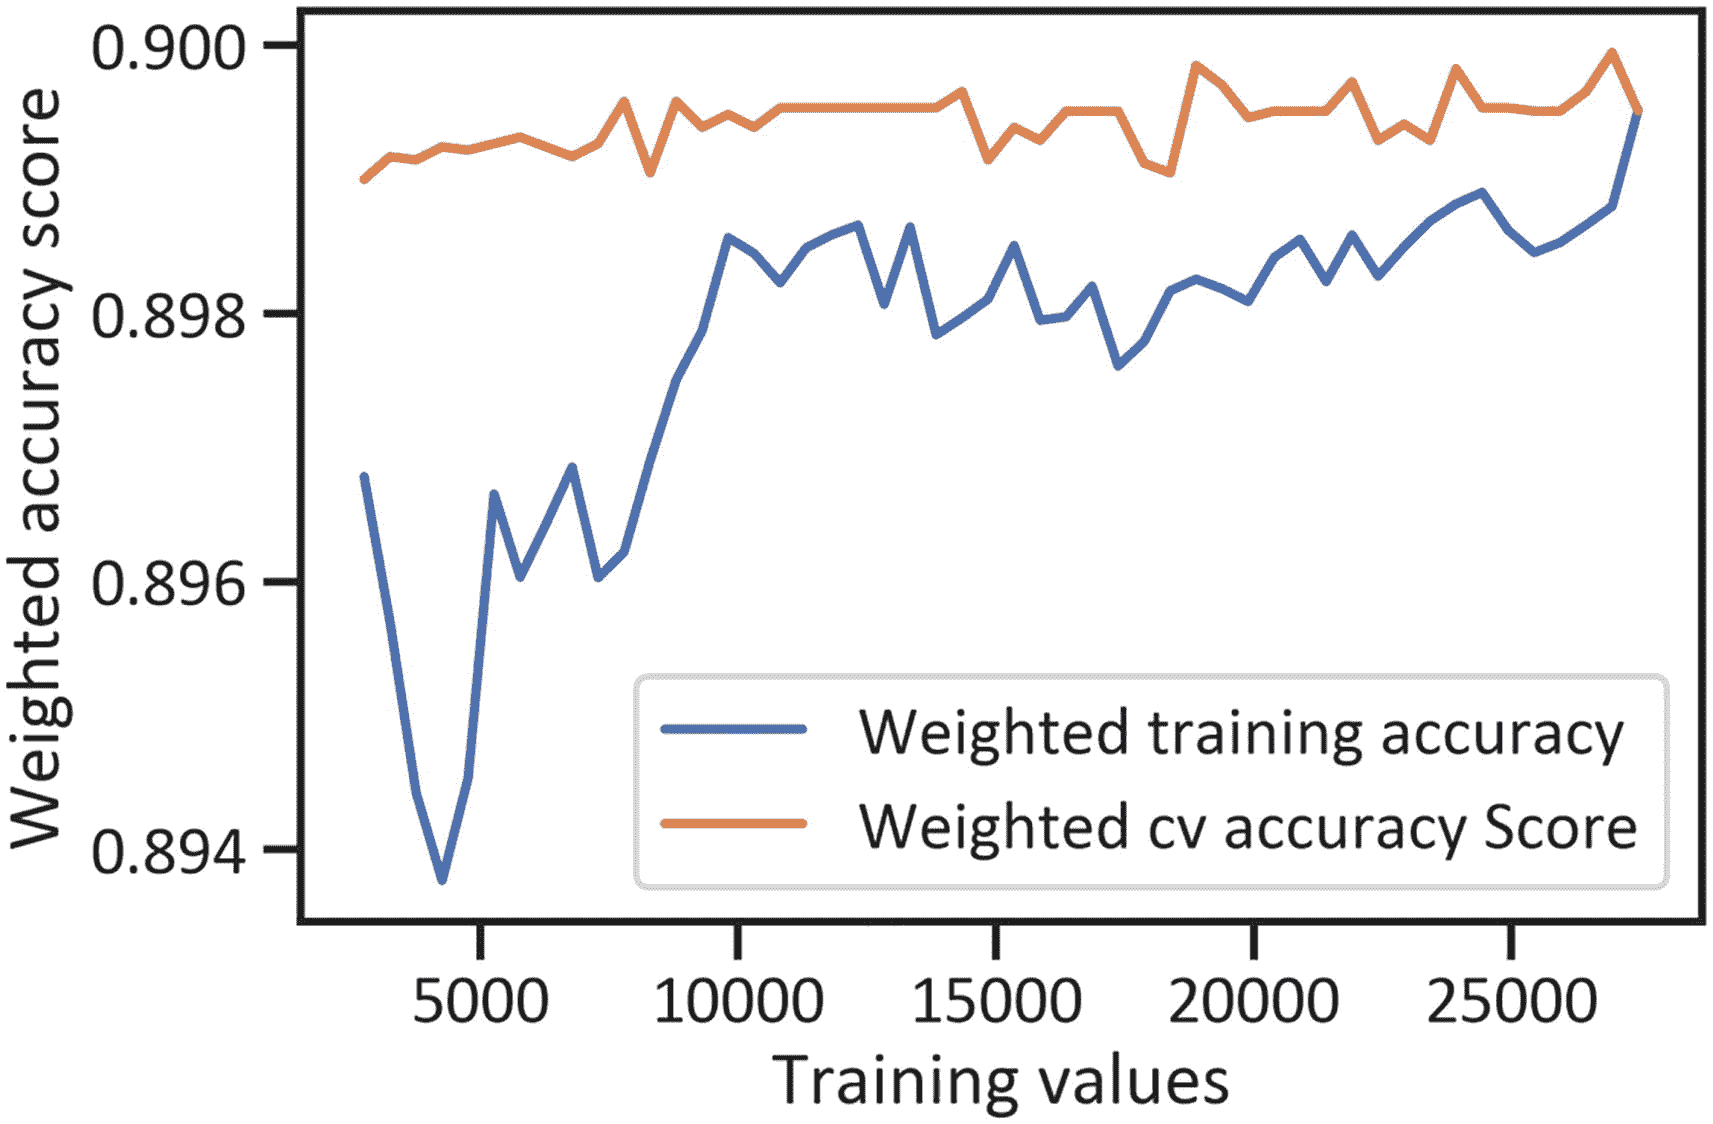 Weighted accuracy score
0.900
0.898
0.896
0.894
Weighted training accuracy
Weighted cv accuracy Score
5000 10000 15000 20000 25000
Training values